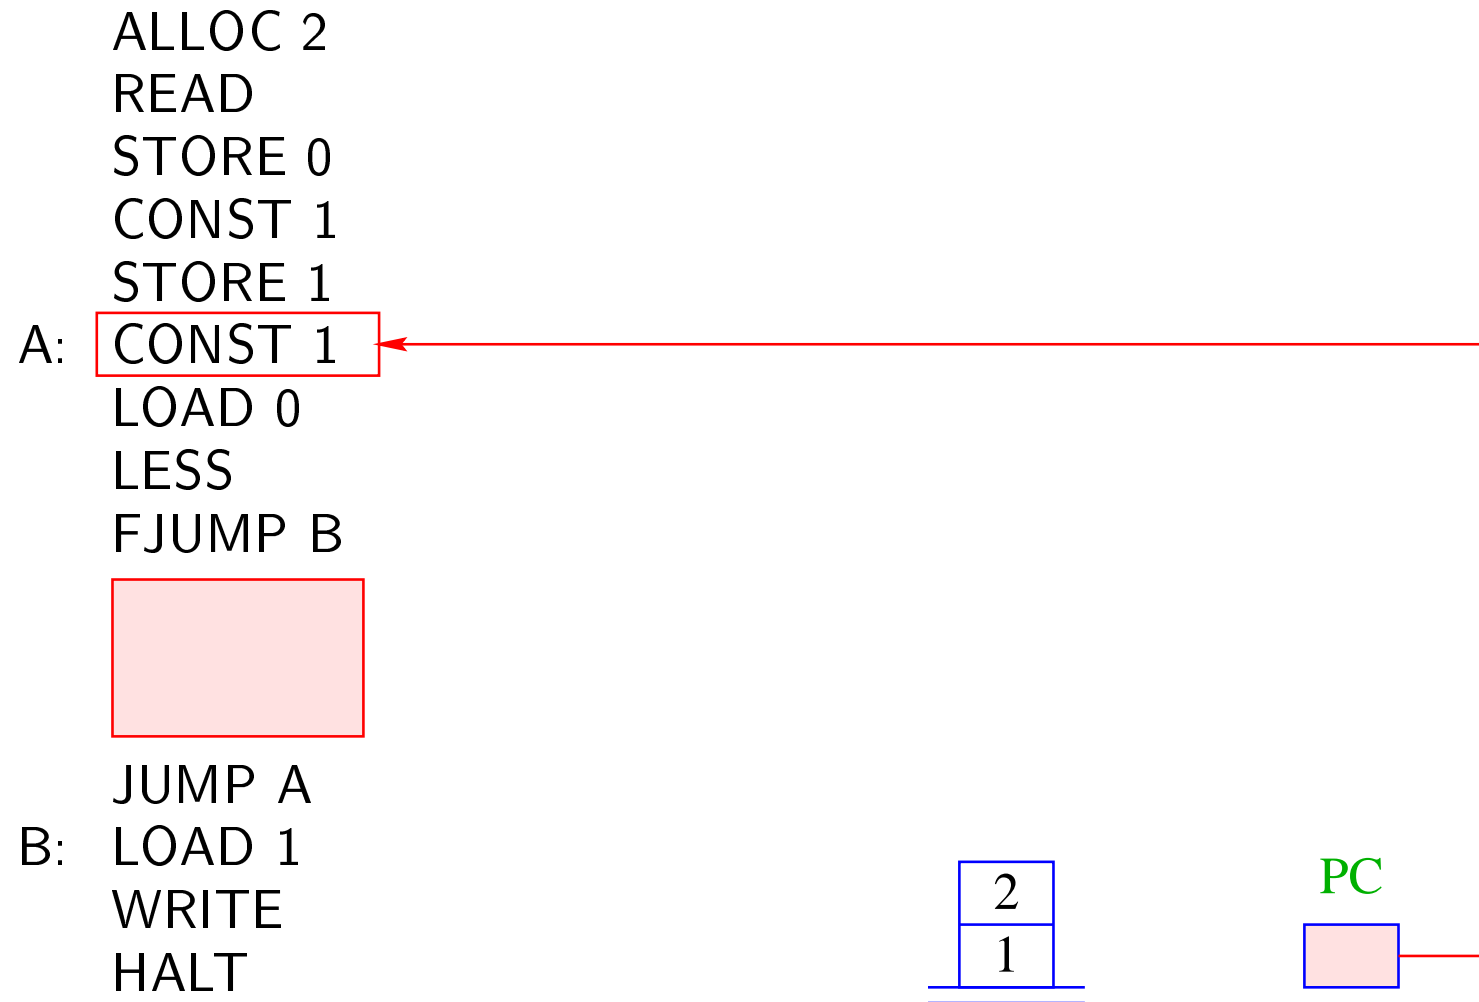 ALLOC 2
READ
STORE 0
CONST 1
STORE 1
A: CONST 1
LOAD 0
LESS
FJUMP B
JUMP A
B: LOAD 1
WRITE
HALT
2
1
PC